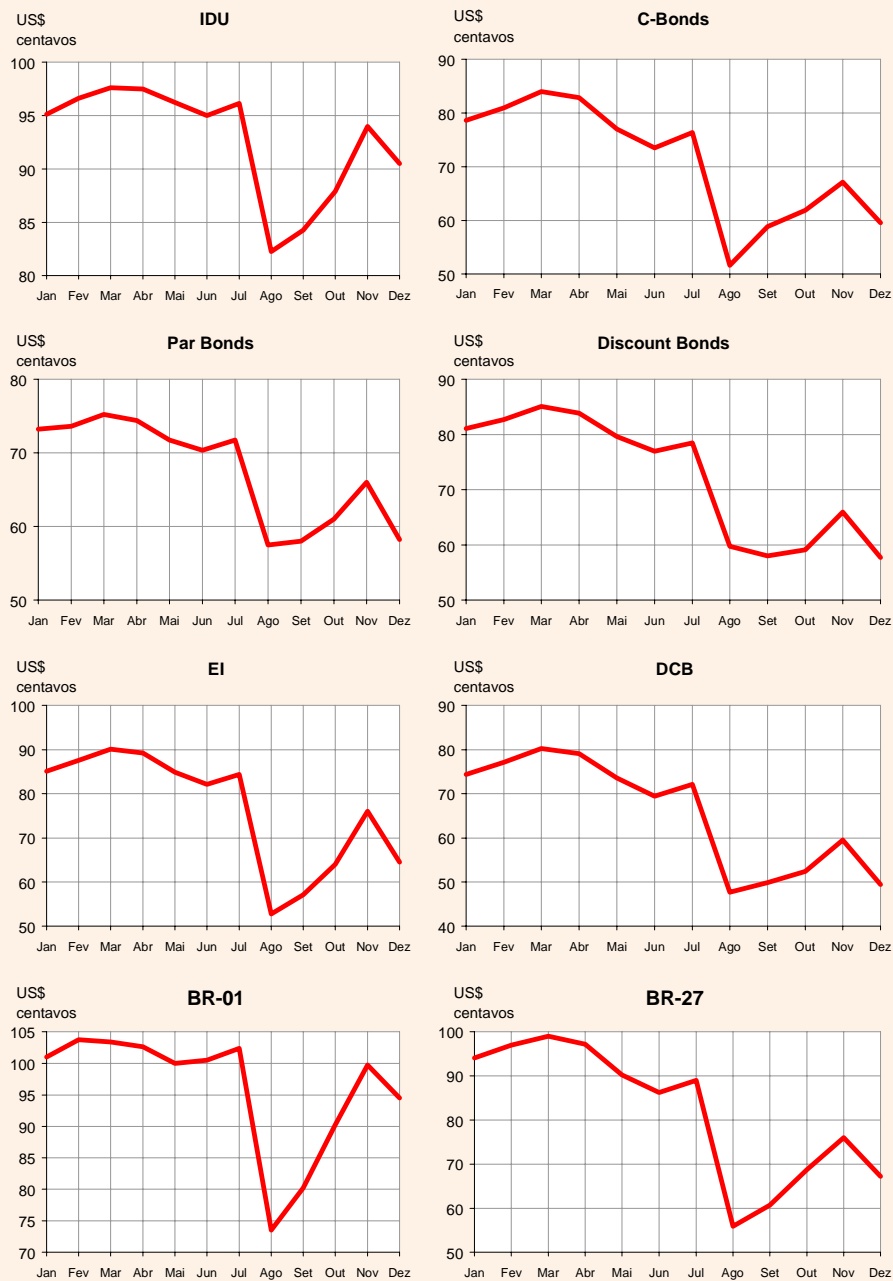 US$
centavos
IDU
100
95
90
85
80
Jan Fev Mar Abr Mai Jun Jul Ago Set Out Nov Dez
US$
centavos
C-Bonds
90
80
70
60
50
Jan Fev Mar Abr Mai Jun Jul Ago Set Out Nov Dez
US$
centavos
Par Bonds
80
70
60
50
Jan Fev Mar Abr Mai Jun Jul Ago Set Out Nov Dez
US$
centavos
Discount Bonds
90
80
70
60
50
Jan Fev Mar Abr Mai Jun Jul Ago Set Out Nov Dez
US$
centavos
EI
100
90
80
70
60
50
Jan Fev Mar Abr Mai Jun Jul Ago Set Out Nov Dez
US$
centavos
DCB
90
80
70
60
50
40
Jan Fev Mar Abr Mai Jun Jul Ago Set Out Nov Dez
US$
centavos
BR-01
105
100
95
90
85
80
75
70
Jan Fev Mar Abr Mai Jun Jul Ago Set Out Nov Dez
US$
centavos
BR-27
100
90
80
70
60
50
Jan Fev Mar Abr Mai Jun Jul Ago Set Out Nov Dez